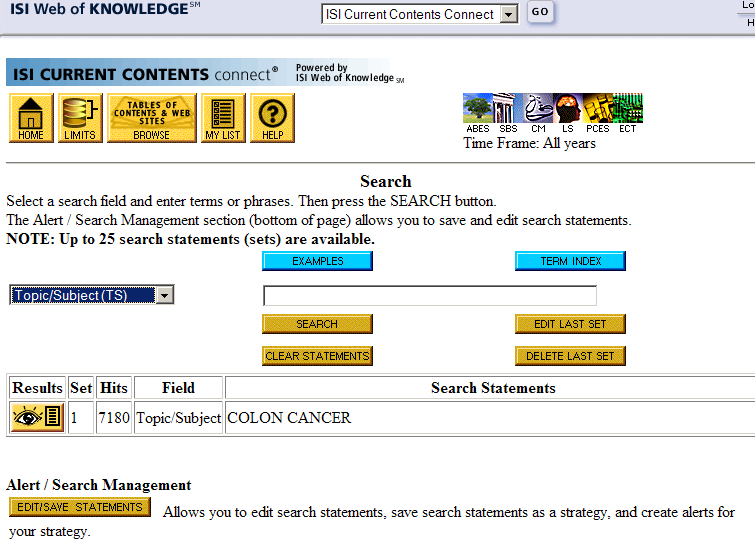 ISI Web of KNOWLEDGE SM
ISI Current Contents Connect
GO
Lo
H
ISI CURRENT CONTENTS connect®
Powered by
ISI Web of Knowledge SM
HOME
LIMITS
TABLES OF
CONTENTS & WEB
SITES
BROWSE
MY LIST
HELP
ABES SBS CM LS PCES ECT
Time Frame: All years
Search
Select a search field and enter terms or phrases. Then press the SEARCH button.
The Alert / Search Management section (bottom of page) allows you to save and edit search statements.
NOTE: Up to 25 search statements (sets) are available.
EXAMPLES TERM INDEX
Topic/Subject (TS)
SEARCH EDIT LAST SET
CLEAR STATEMENTS DELETE LAST SET
Results Set Hits Field Search Statements
1 7180 Topic/Subject COLON CANCER
Alert / Search Management
EDIT/SAVE STATEMENTS Allows you to edit search statements, save search statements as a strategy, and create alerts for
your strategy.